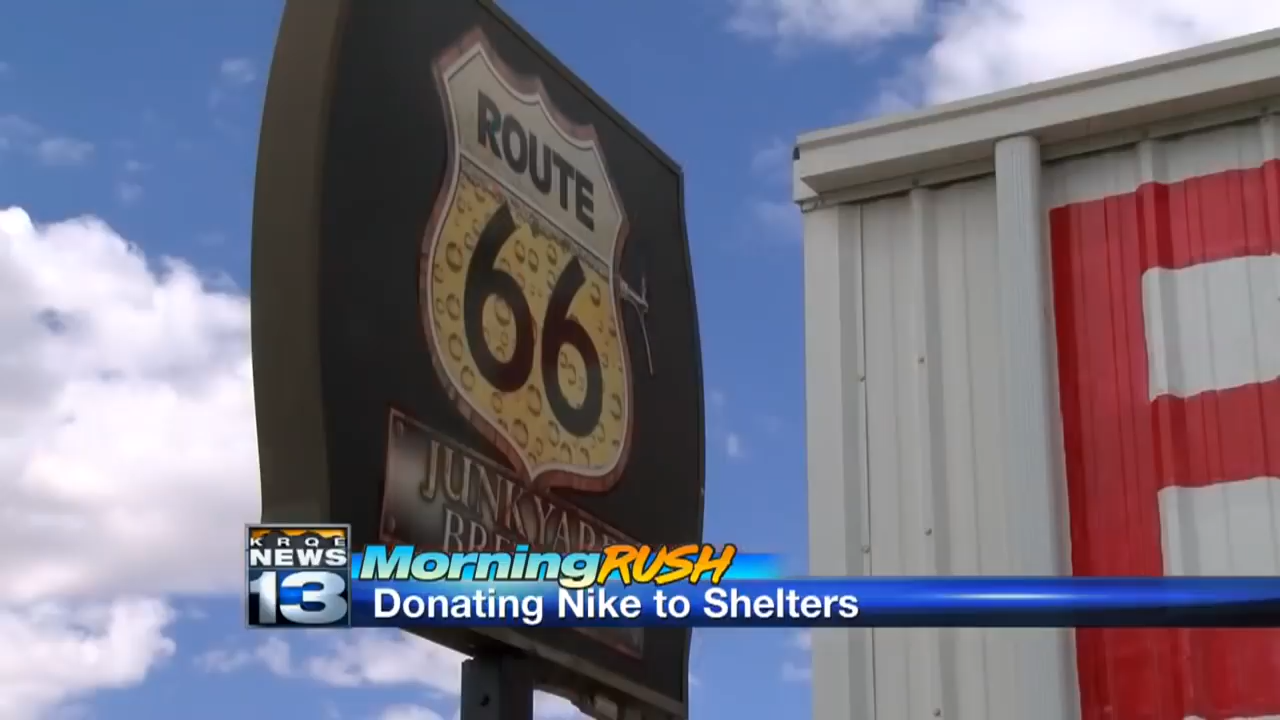 ROUTE
66
JUNKYARD
KRQE
NEWS
13
MorningRUSH
Donating Nike to Shelters